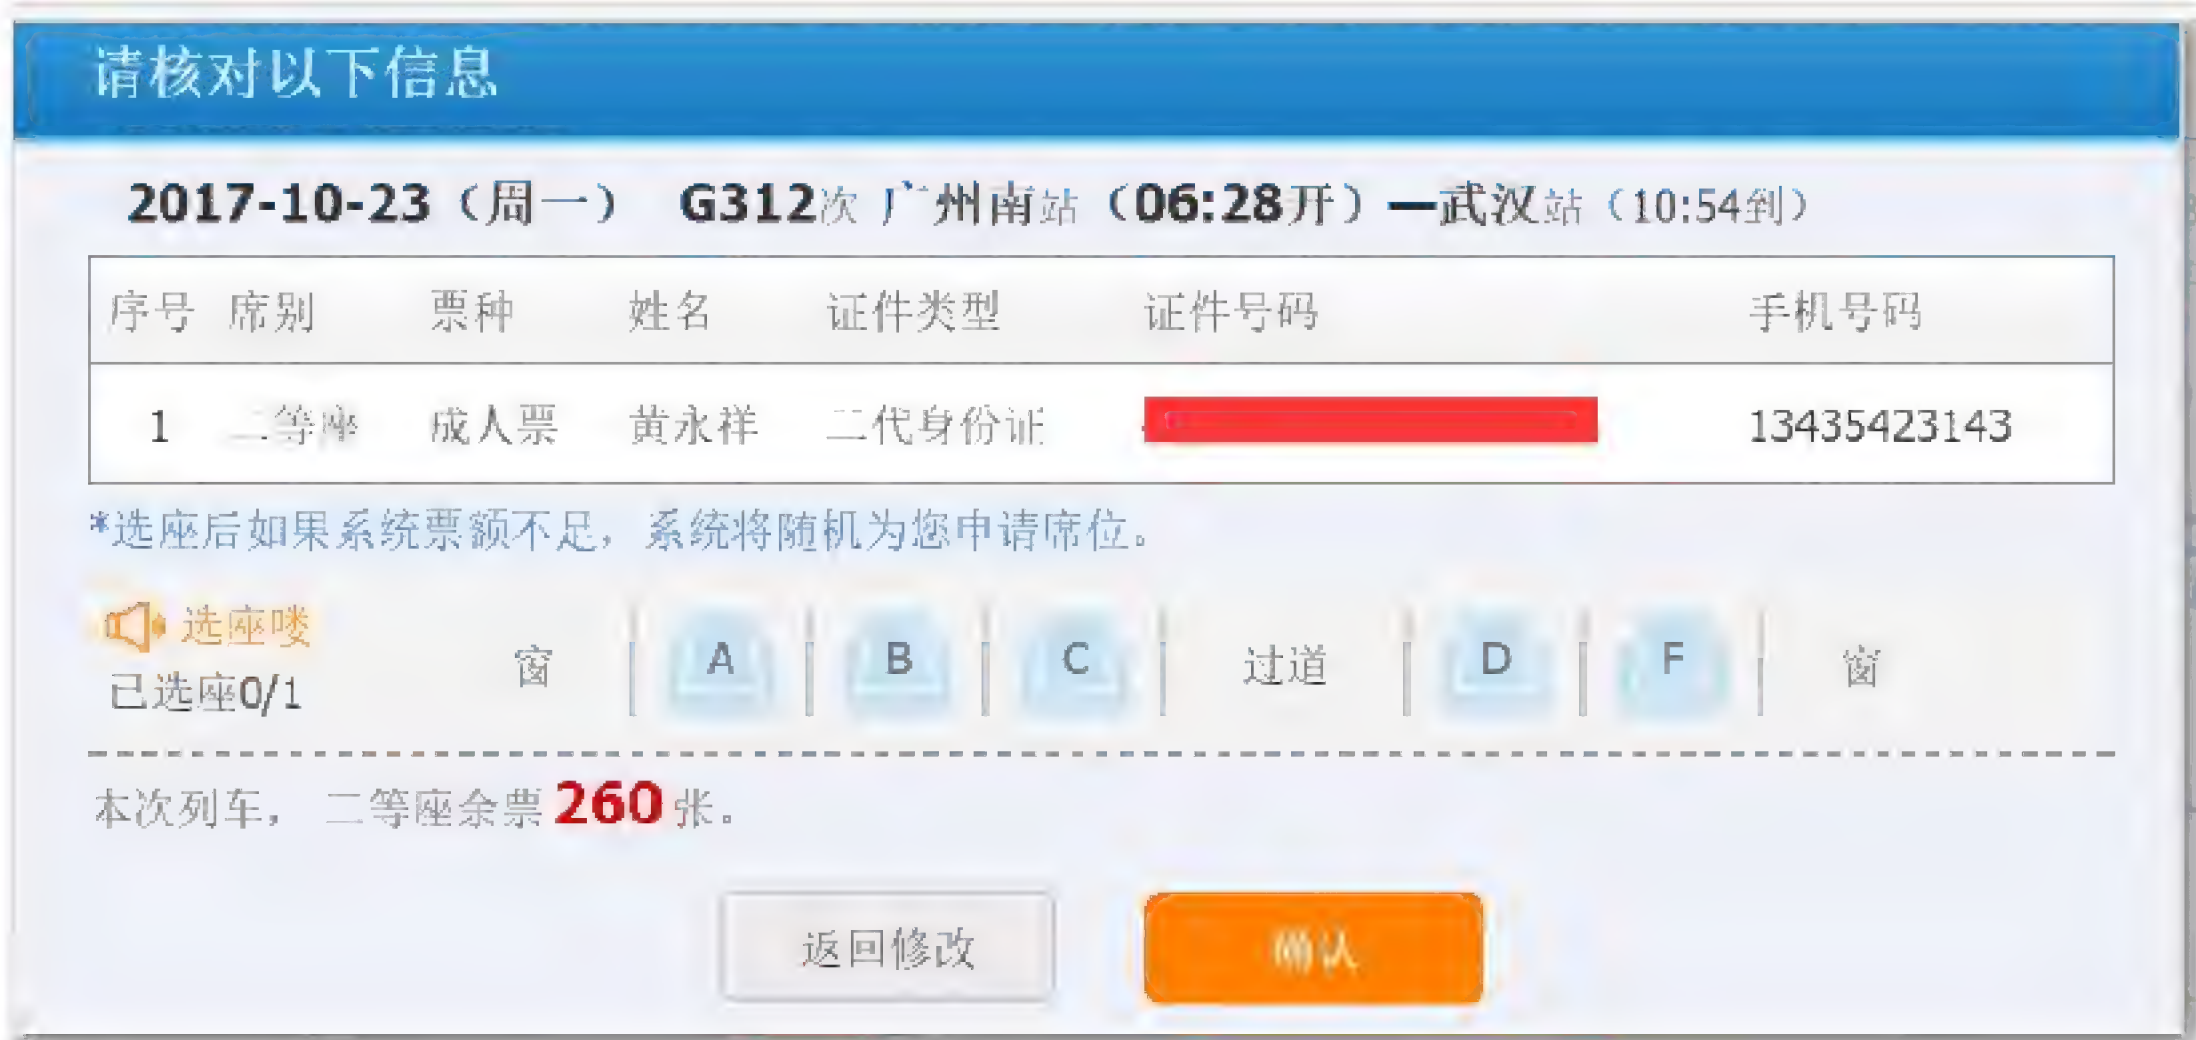 请核对以下信息
2017-10-23（周一） G312次 广州南站（06:28开）—武汉站（10:54到）
序号 席别 票种 姓名 证件类型 证件号码 手机号码
1 二等座 成人票 黄永祥 二代身份证 13435423143
*选座后如果系统票额不足，系统将随机为您申请席位。
选座喽
已选座0/1
窗 A B C 过道 D F 窗
本次列车，二等座余票260张。
返回修改 确认